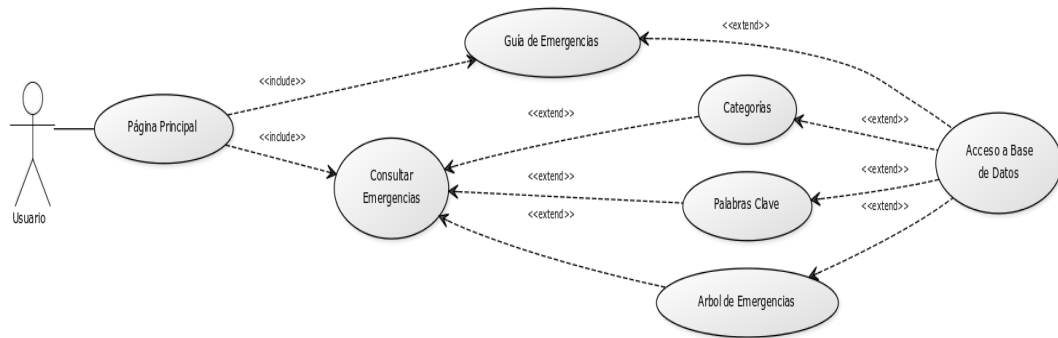 <<extend>>
Guía de Emergencias
<<include>>
Categorías
<<extend>>
<<extend>>
Página Principal
<<include>>
Acceso a Base
de Datos
Consultar
Emergencias
<<extend>>
<<extend>>
Palabras Clave
<<extend>>
<<extend>>
Usuario
Arbol de Emergencias